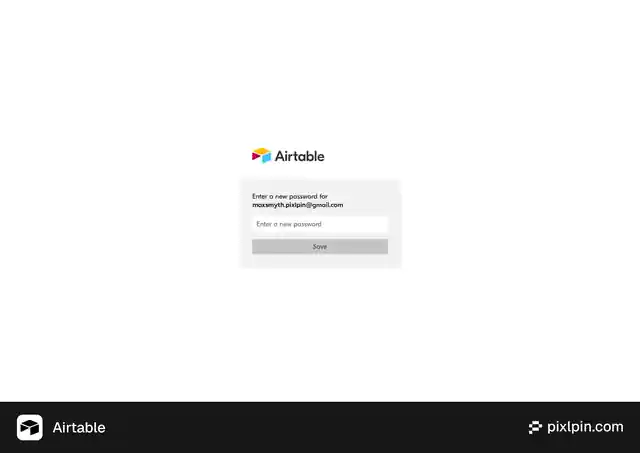 Airtable
Enter a new password for
maxsmyth.pixlpin@gmail.com
Enter a new password
Save
Airtable
pixlpin.com